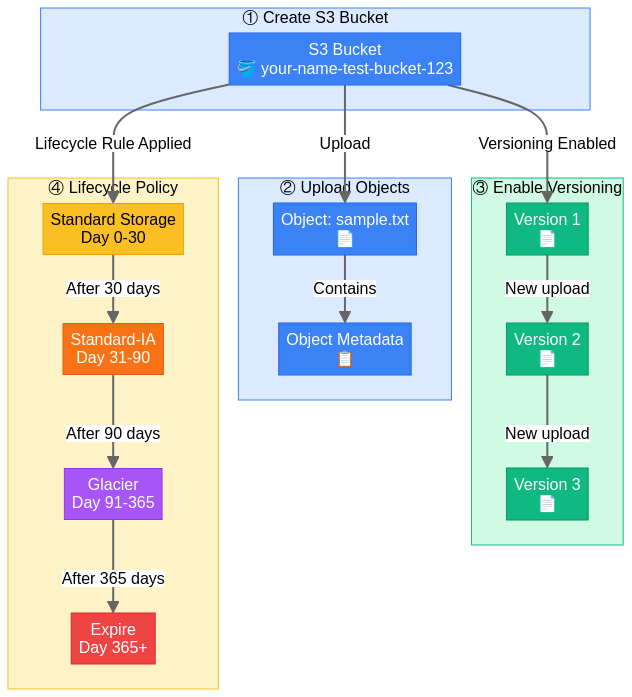 ① Create S3 Bucket
S3 Bucket
🪣 your-name-test-bucket-123
Lifecycle Rule Applied
Upload
Versioning Enabled
④ Lifecycle Policy
Standard Storage
Day 0-30
After 30 days
Standard-IA
Day 31-90
After 90 days
Glacier
Day 91-365
After 365 days
Expire
Day 365+
② Upload Objects
Object: sample.txt
📄
Contains
Object Metadata
📋
③ Enable Versioning
Version 1
📄
New upload
Version 2
📄
New upload
Version 3
📄